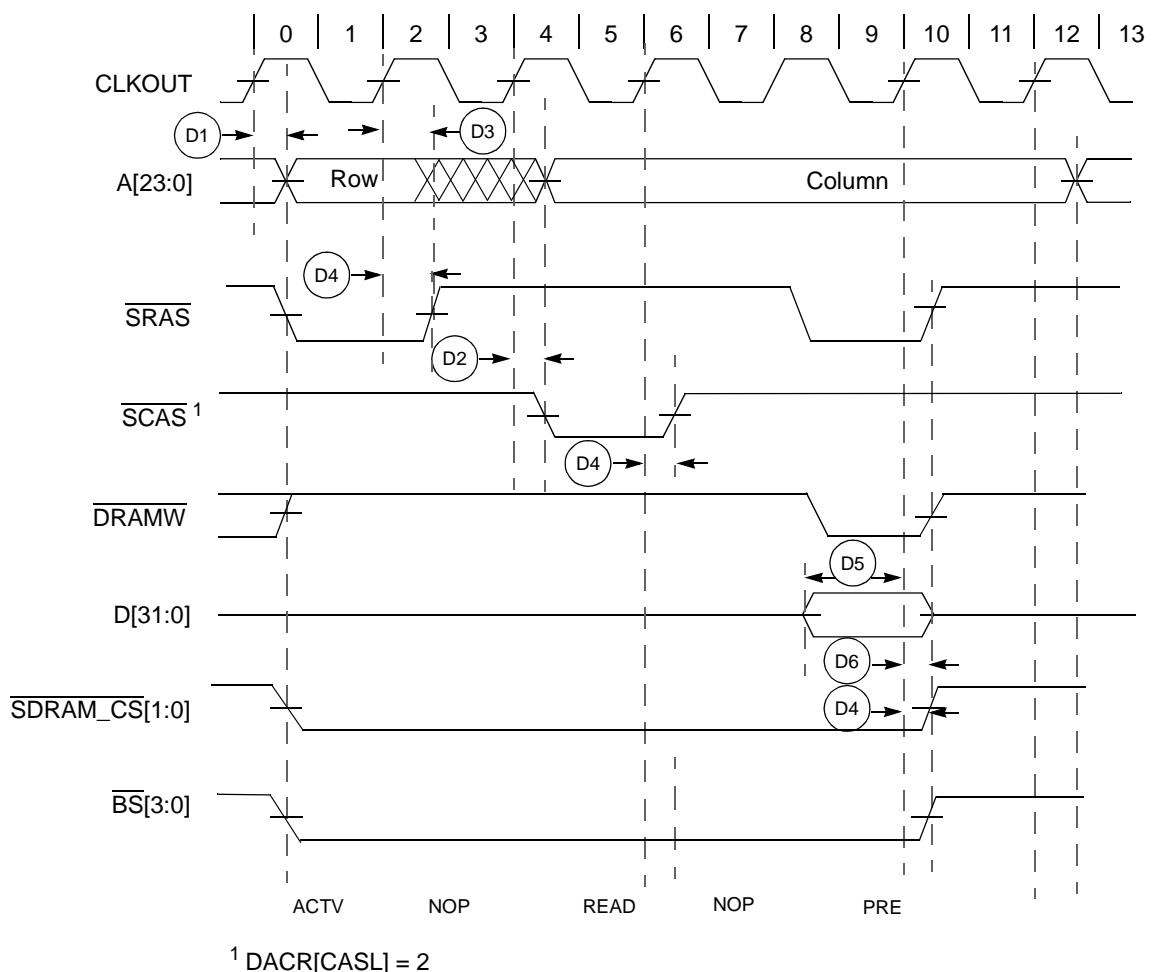 0 1 2 3 4 5 6 7 8 9 10 11 12 13
CLKOUT
D1
D3
A[23:0]
Row
Column
D4
SRAS
D2
SCAS 1
D4
DRAMW
D5
D[31:0]
D6
SDRAM_CS[1:0]
D4
BS[3:0]
ACTV NOP READ NOP PRE
1 DACR[CASL] = 2